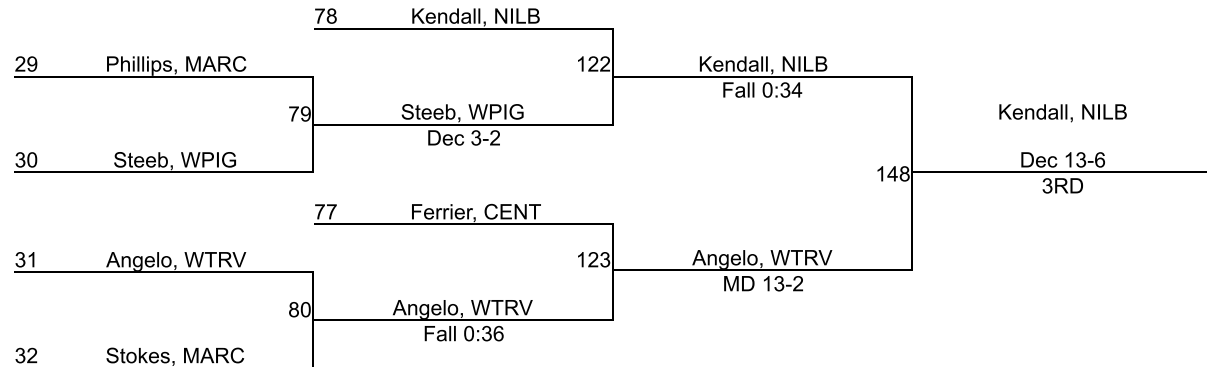 78 Kendall, NILB
29 Phillips, MARC
122 Kendall, NILB
Fall 0:34
79 Steeb, WPIG
Dec 3-2
Kendall, NILB
30 Steeb, WPIG
148 Dec 13-6
3RD
77 Ferrier, CENT
31 Angelo, WTRV
123 Angelo, WTRV
MD 13-2
80 Angelo, WTRV
Fall 0:36
32 Stokes, MARC